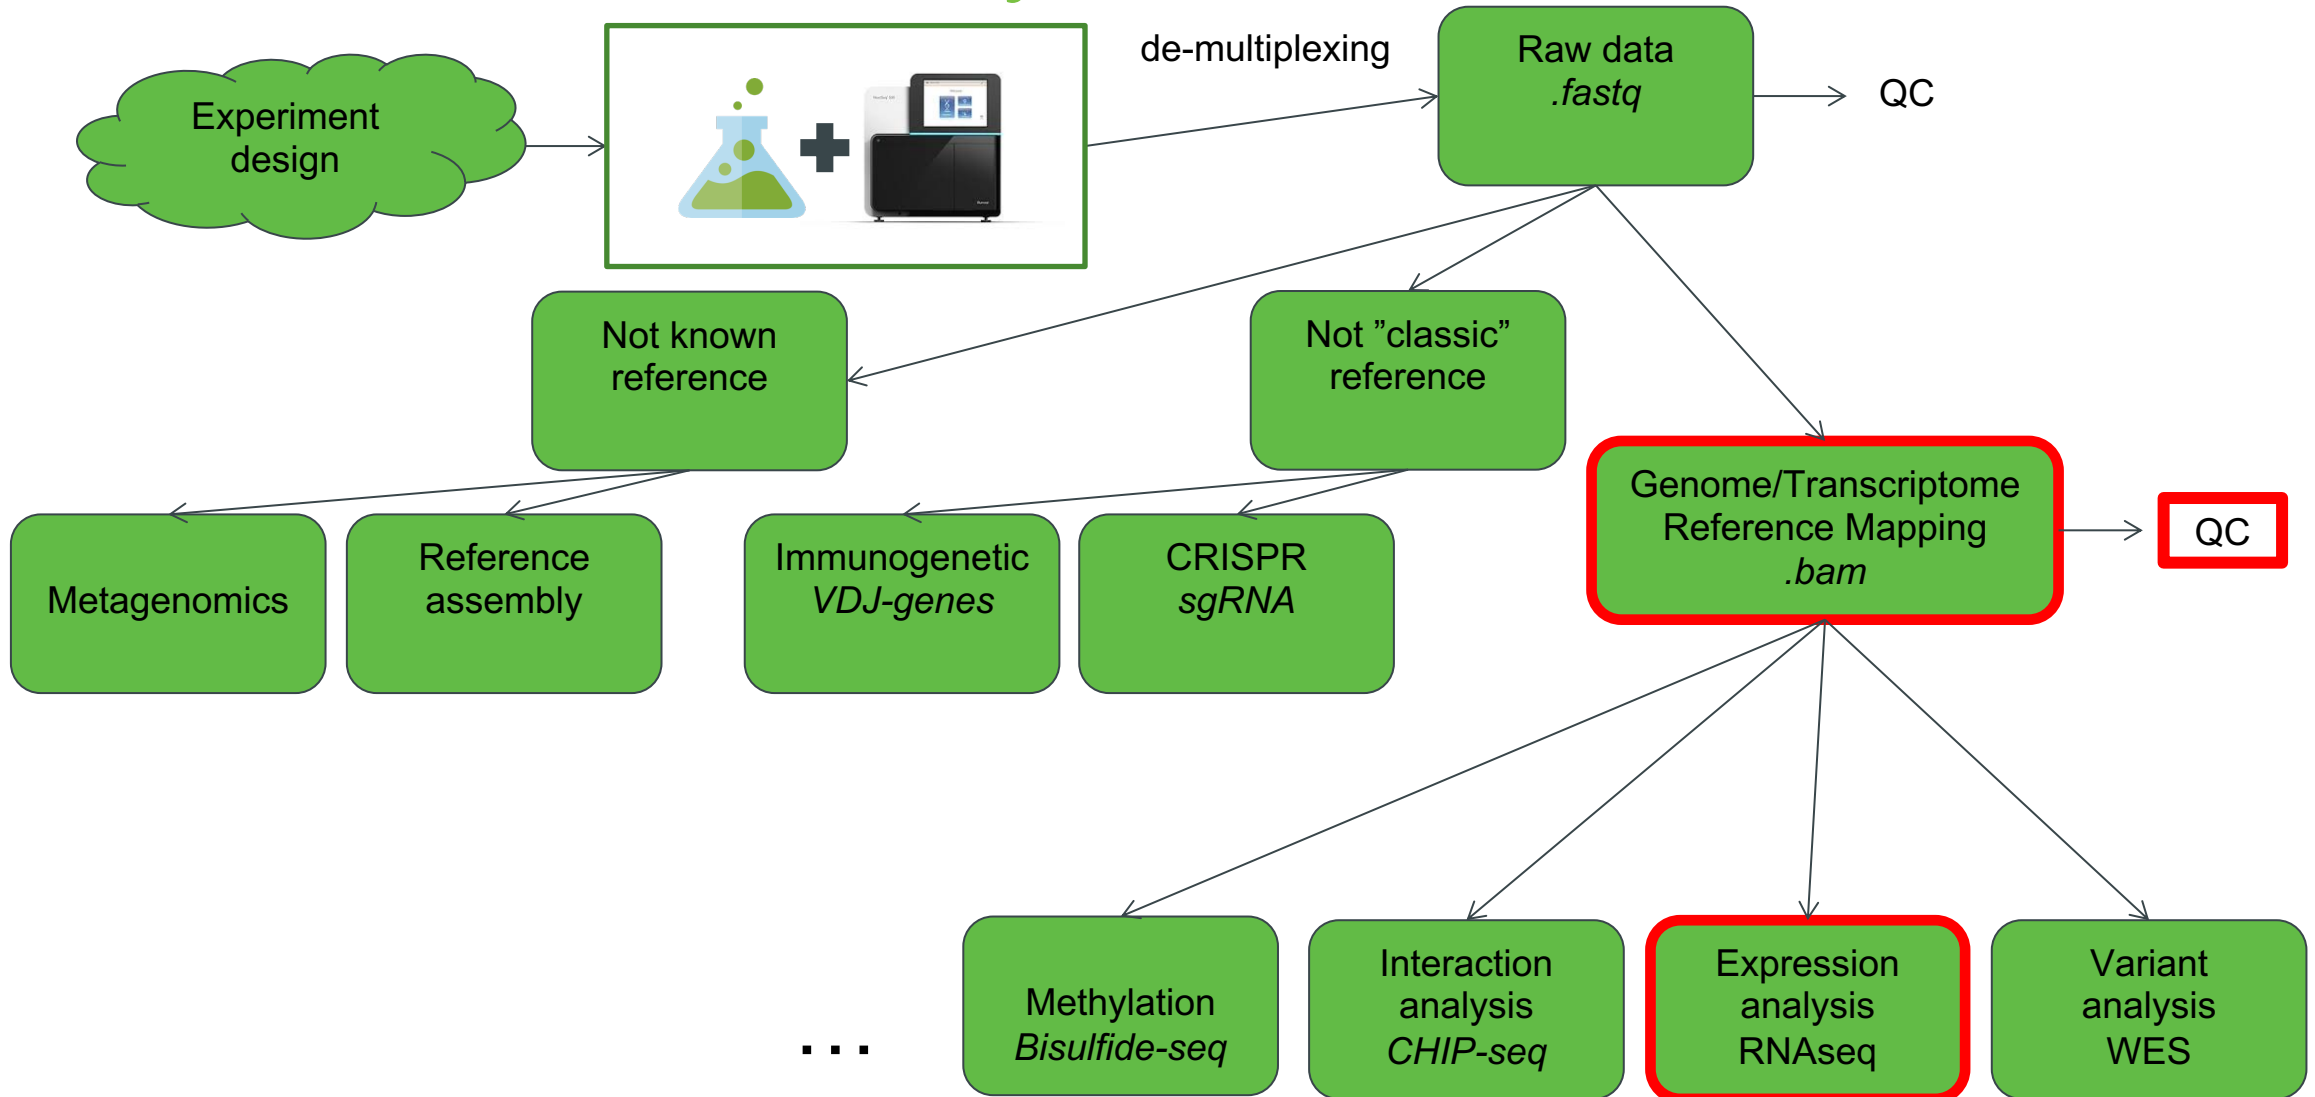 Experiment
design
de-multiplexing
Raw data
.fastq
QC
Not known
reference
Not ”classic”
reference
Genome/Transcriptome
Reference Mapping
.bam
QC
Metagenomics
Reference
assembly
Immunogenetic
VDJ-genes
CRISPR
sgRNA
...
Methylation
Bisulfide-seq
Interaction
analysis
CHIP-seq
Expression
analysis
RNAseq
Variant
analysis
WES